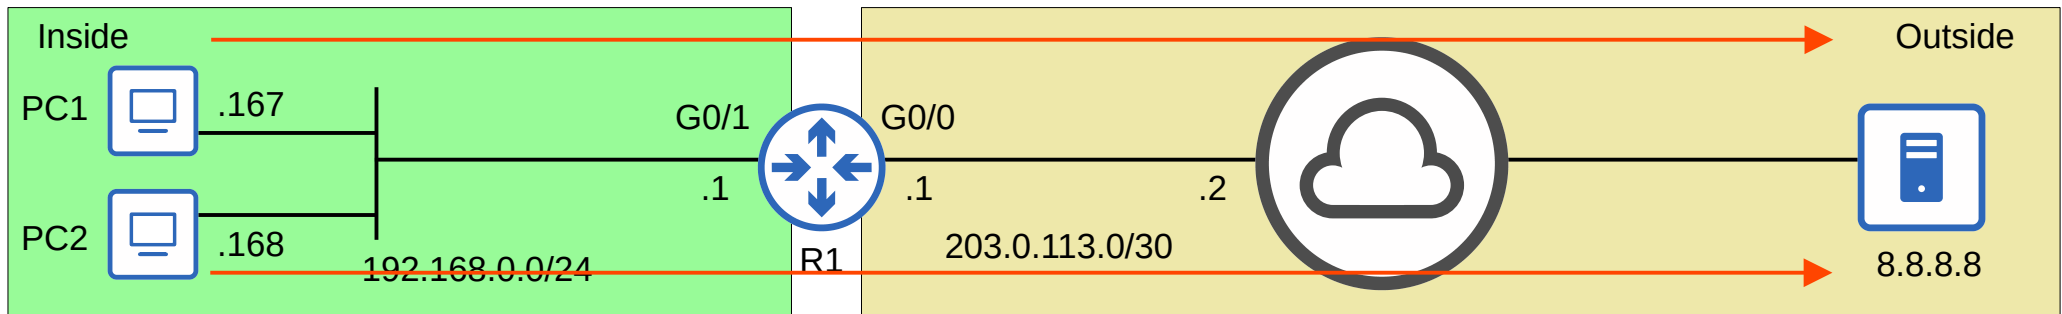 Inside
Outside
PC1
.167
G0/1
G0/0
.1
.1
.2
PC2
.168
192.168.0.0/24
R1
203.0.113.0/30
8.8.8.8